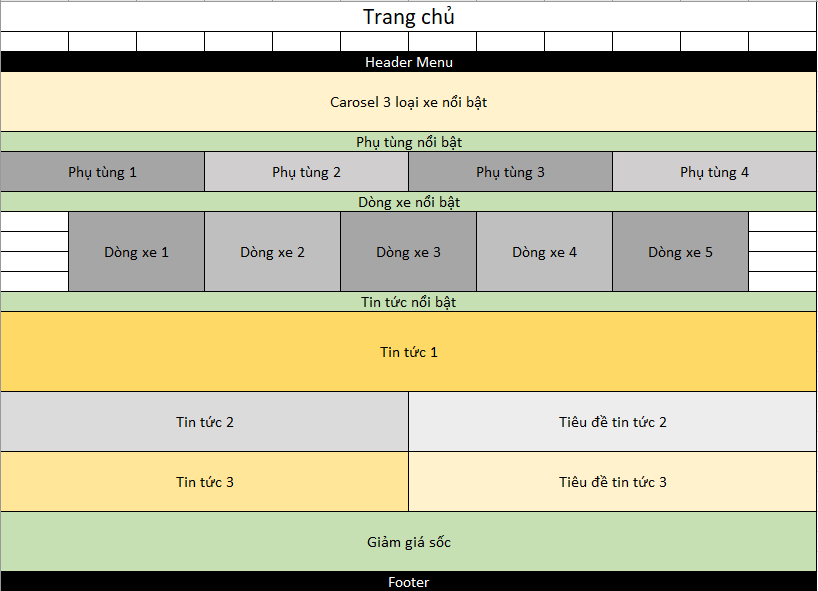 Trang chủ
Header Menu
Carosel 3 loại xe nổi bật
Phụ tùng nổi bật
Phụ tùng 1
Phụ tùng 2
Phụ tùng 3
Phụ tùng 4
Dòng xe nổi bật
Dòng xe 1
Dòng xe 2
Dòng xe 3
Dòng xe 4
Dòng xe 5
Tin tức nổi bật
Tin tức 1
Tin tức 2
Tiêu đề tin tức 2
Tin tức 3
Tiêu đề tin tức 3
Giảm giá sốc
Footer